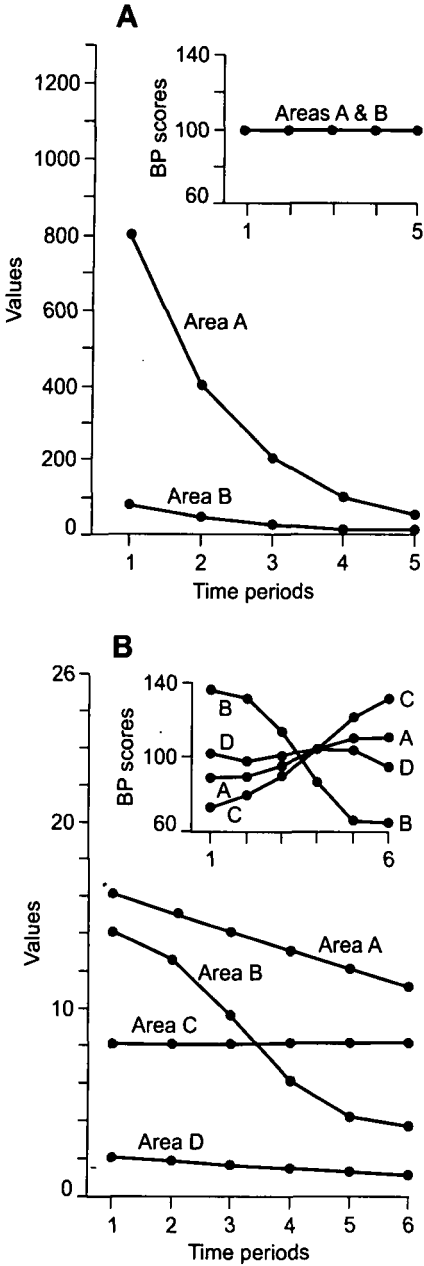 A
1200
1000
800
600
400
200
0
Values
140
100
60
BP scores
Areas A & B
1
5
Area A
Area B
1 2 3 4 5
Time periods
B
26
20
10
0
Values
140
100
60
BP scores
B
D
A
C
C
A
D
B
1
6
Area A
Area B
Area C
Area D
1 2 3 4 5 6
Time periods